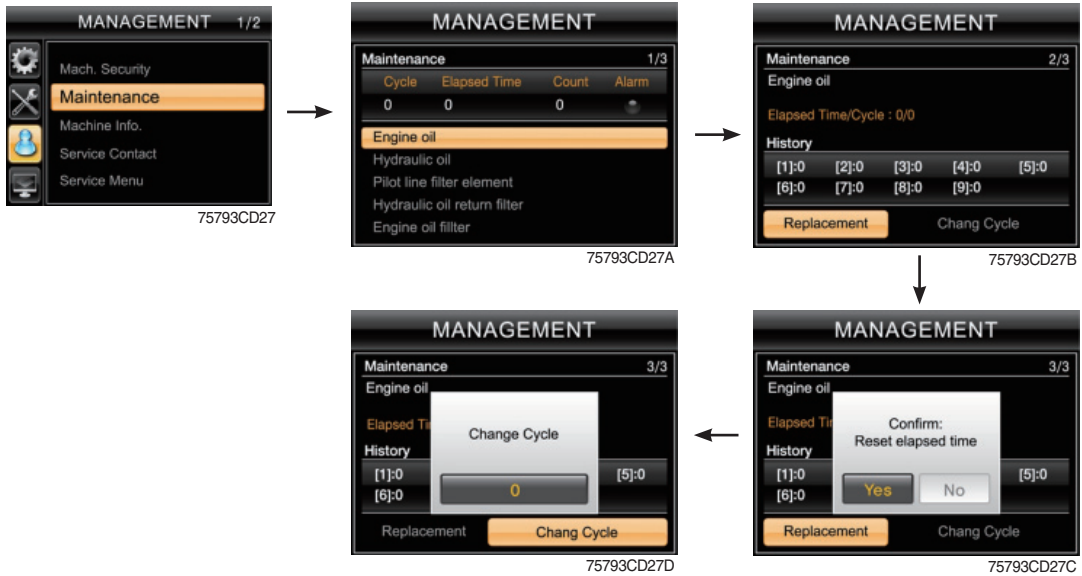 MANAGEMENT 1/2
Mach. Security
Maintenance
Machine Info.
Service Contact
Service Menu
75793CD27
MANAGEMENT
Maintenance 1/3
Cycle Elapsed Time Count Alarm
0 0 0
Engine oil
Hydraulic oil
Pilot line filter element
Hydraulic oil return filter
Engine oil fillter
75793CD27A
MANAGEMENT
Maintenance 2/3
Engine oil
Elapsed Time/Cycle : 0/0
History
[1]:0 [2]:0 [3]:0 [4]:0 [5]:0
[6]:0 [7]:0 [8]:0 [9]:0
Replacement Chang Cycle
75793CD27B
MANAGEMENT
Maintenance 3/3
Engine oil
Elapsed
History
[1]:0 [5]:0
[6]:0
Change Cycle
0
Replacement Chang Cycle
75793CD27D
MANAGEMENT
Maintenance 3/3
Engine oil
Elapsed
History
[1]:0 [5]:0
[6]:0
Confirm:
Reset elapsed time
Yes No
Replacement Chang Cycle
75793CD27C